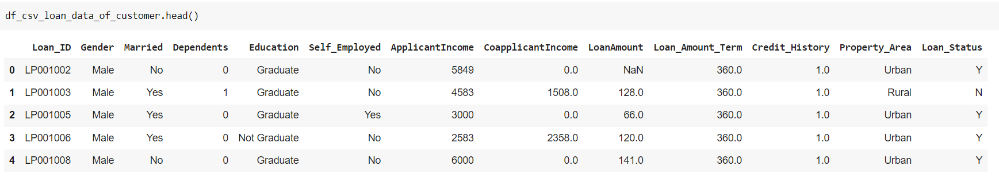 df_csv_loan_data_of_customer.head()
Loan_ID Gender Married Dependents Education Self_Employed ApplicantIncome CoapplicantIncome LoanAmount Loan_Amount_Term Credit_History Property_Area Loan_Status
0 LP001002 Male No 0 Graduate No 5849 0.0 NaN 360.0 1.0 Urban Y
1 LP001003 Male Yes 1 Graduate No 4583 1508.0 128.0 360.0 1.0 Rural N
2 LP001005 Male Yes 0 Graduate Yes 3000 0.0 66.0 360.0 1.0 Urban Y
3 LP001006 Male Yes 0 Not Graduate No 2583 2358.0 120.0 360.0 1.0 Urban Y
4 LP001008 Male No 0 Graduate No 6000 0.0 141.0 360.0 1.0 Urban Y